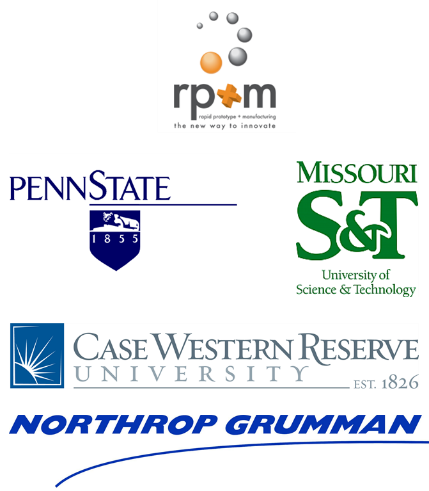 rp+m
rapid prototype + manufacturing
the new way to innovate
PENNSTATE
1855
MISSOURI
S&T
University of
Science & Technology
CASE WESTERN RESERVE
UNIVERSITY
EST. 1826
NORTHROP GRUMMAN